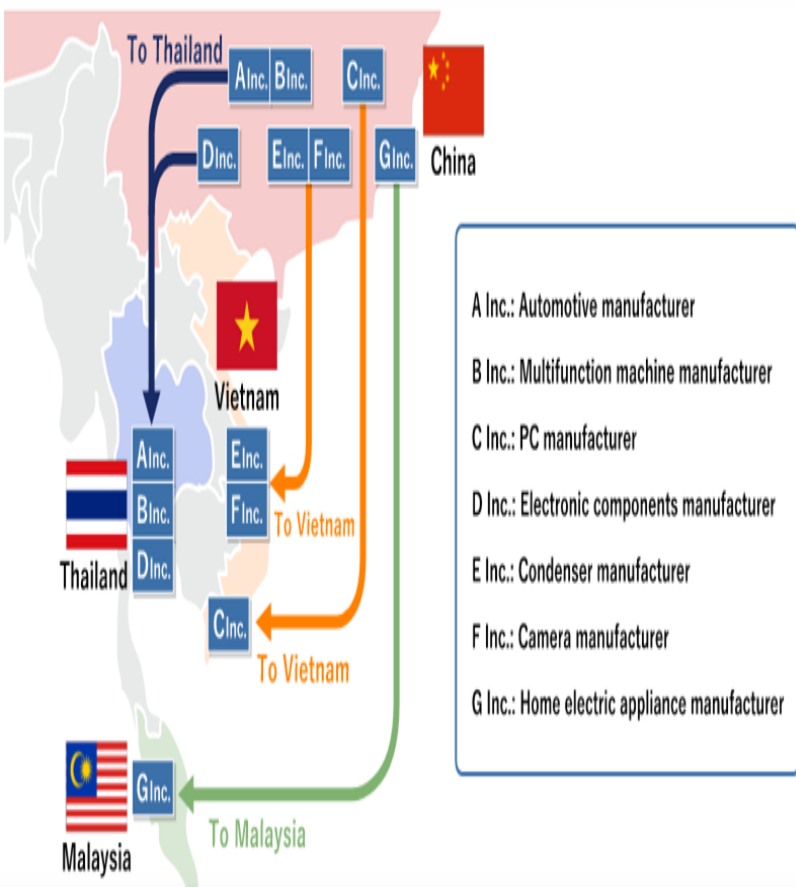 To Thailand
A Inc. B Inc.
C Inc.
D Inc.
E Inc. F Inc.
G Inc.
China
Vietnam
A Inc.
B Inc.
D Inc.
Thailand
E Inc.
F Inc.
To Vietnam
C Inc.
To Vietnam
G Inc.
To Malaysia
Malaysia
A Inc.: Automotive manufacturer
B Inc.: Multifunction machine manufacturer
C Inc.: PC manufacturer
D Inc.: Electronic components manufacturer
E Inc.: Condenser manufacturer
F Inc.: Camera manufacturer
G Inc.: Home electric appliance manufacturer